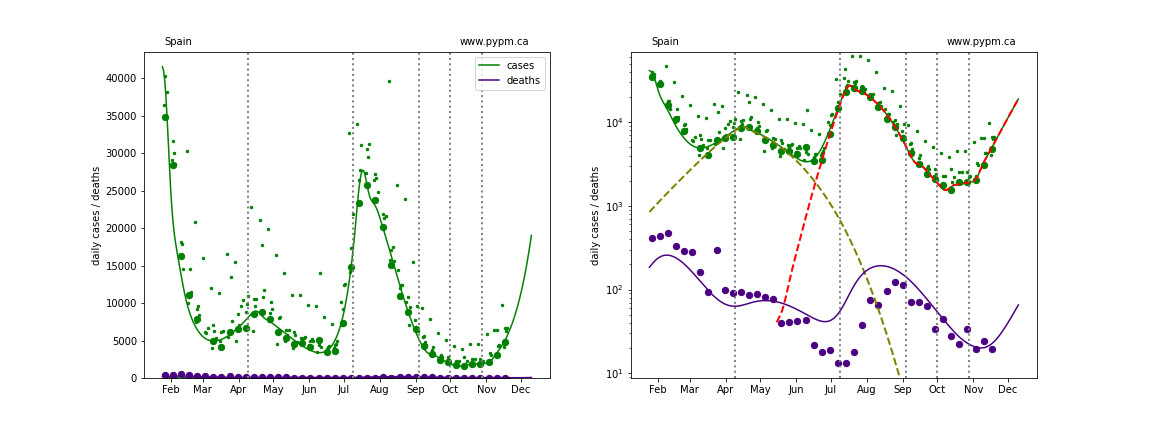 Spain www.pypm.ca
cases
deaths
daily cases / deaths
40000
35000
30000
25000
20000
15000
10000
5000
0
Feb Mar Apr May Jun Jul Aug Sep Oct Nov Dec
Spain www.pypm.ca
daily cases / deaths
10⁴
10³
10²
10¹
Feb Mar Apr May Jun Jul Aug Sep Oct Nov Dec